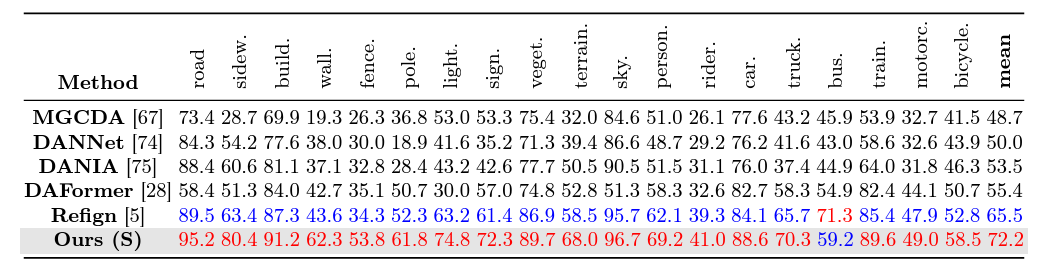 Method road sidew. build. wall. fence. pole. light. sign. veget. terrain. sky. person. rider. car. truck. bus. train. motorc. bicycle. mean
MGCDA [67] 73.4 28.7 69.9 19.3 26.3 36.8 53.0 53.3 75.4 32.0 84.6 51.0 26.1 77.6 43.2 45.9 53.9 32.7 41.5 48.7
DANNet [74] 84.3 54.2 77.6 38.0 30.0 18.9 41.6 35.2 71.3 39.4 86.6 48.7 29.2 76.2 41.6 43.0 58.6 32.6 43.9 50.0
DANIA [75] 88.4 60.6 81.1 37.1 32.8 28.4 43.2 42.6 77.7 50.5 90.5 51.5 31.1 76.0 37.4 44.9 64.0 31.8 46.3 53.5
DAFormer [28] 58.4 51.3 84.0 42.7 35.1 50.7 30.0 57.0 74.8 52.8 51.3 58.3 32.6 82.7 58.3 54.9 82.4 44.1 50.7 55.4
Refign [5] 89.5 63.4 87.3 43.6 34.3 52.3 63.2 61.4 86.9 58.5 95.7 62.1 39.3 84.1 65.7 71.3 85.4 47.9 52.8 65.5
Ours (S) 95.2 80.4 91.2 62.3 53.8 61.8 74.8 72.3 89.7 68.0 96.7 69.2 41.0 88.6 70.3 59.2 89.6 49.0 58.5 72.2